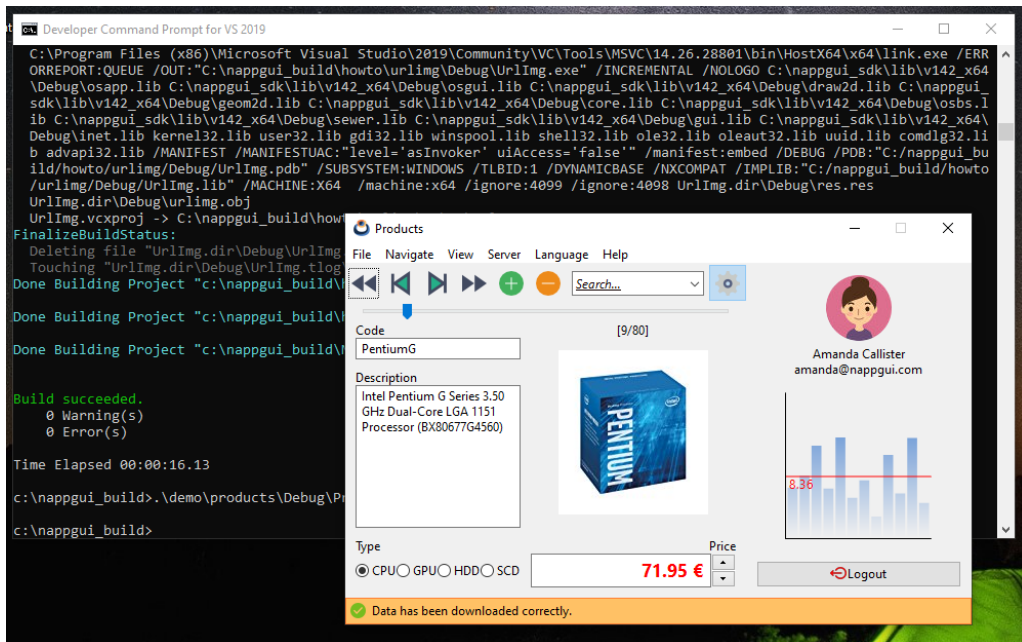 Developer Command Prompt for VS 2019
C:\Program Files (x86)\Microsoft Visual Studio\2019\Community\VC\Tools\MSVC\14.26.28801\bin\HostX64\x64\link.exe /ERR
ORREPORT:QUEUE /OUT:"C:\nappgui_build\howto\urlimg\Debug\UrlImg.exe" /INCREMENTAL /NOLOGO C:\nappgui_sdk\lib\v142_x64
\Debug\osapp.lib C:\nappgui_sdk\lib\v142_x64\Debug\osgui.lib C:\nappgui_sdk\lib\v142_x64\Debug\draw2d.lib C:\nappgui_
sdk\lib\v142_x64\Debug\geom2d.lib C:\nappgui_sdk\lib\v142_x64\Debug\core.lib C:\nappgui_sdk\lib\v142_x64\Debug\osbs.l
ib C:\nappgui_sdk\lib\v142_x64\Debug\sewer.lib C:\nappgui_sdk\lib\v142_x64\Debug\gui.lib C:\nappgui_sdk\lib\v142_x64\
Debug\inet.lib kernel32.lib user32.lib gdi32.lib winspool.lib shell32.lib ole32.lib oleaut32.lib uuid.lib comdlg32.li
b advapi32.lib /MANIFEST /MANIFESTUAC:"level='asInvoker' uiAccess='false'" /manifest:embed /DEBUG /PDB:"C:/nappgui_bu
ild/howto/urlimg/Debug/UrlImg.pdb" /SUBSYSTEM:WINDOWS /TLBID:1 /DYNAMICBASE /NXCOMPAT /IMPLIB:"C:/nappgui_build/howto
/urlimg/Debug/UrlImg.lib" /MACHINE:X64  /machine:x64 /ignore:4099 /ignore:4098 UrlImg.dir\Debug\res.res
UrlImg.dir\Debug\urlimg.obj
UrlImg.vcxproj -> C:\nappgui_build\howt
FinalizeBuildStatus:
Deleting file "UrlImg.dir\Debug\UrlImg
Touching "UrlImg.dir\Debug\UrlImg.tlog
Done Building Project "c:\nappgui_build\
Done Building Project "c:\nappgui_build\
Done Building Project "c:\nappgui_build\
Build succeeded.
0 Warning(s)
0 Error(s)
Time Elapsed 00:00:16.13
c:\nappgui_build>.\demo\products\Debug\Pr
c:\nappgui_build>
Products
File Navigate View Server Language Help
Search...
Code
PentiumG
[9/80]
Description
Intel Pentium G Series 3.50
GHz Dual-Core LGA 1151
Processor (BX80677G4560)
PENTIUM
Amanda Callister
amanda@nappgui.com
8.36
Type
CPU GPU HDD SCD
Price
71.95 €
Logout
Data has been downloaded correctly.